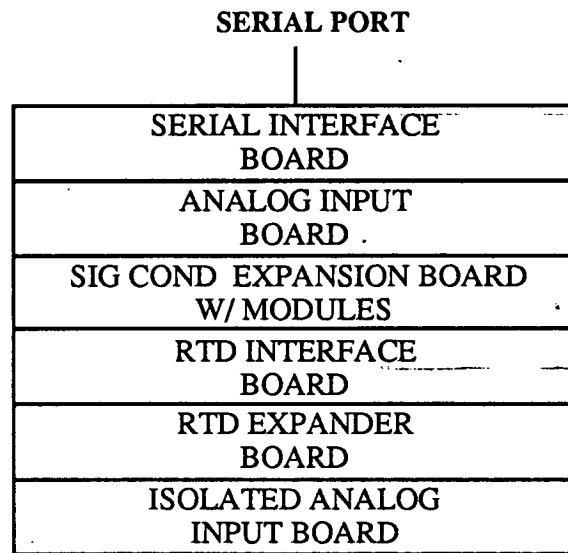 SERIAL PORT
SERIAL INTERFACE
BOARD
ANALOG INPUT
BOARD
SIG COND EXPANSION BOARD
W/ MODULES
RTD INTERFACE
BOARD
RTD EXPANDER
BOARD
ISOLATED ANALOG
INPUT BOARD